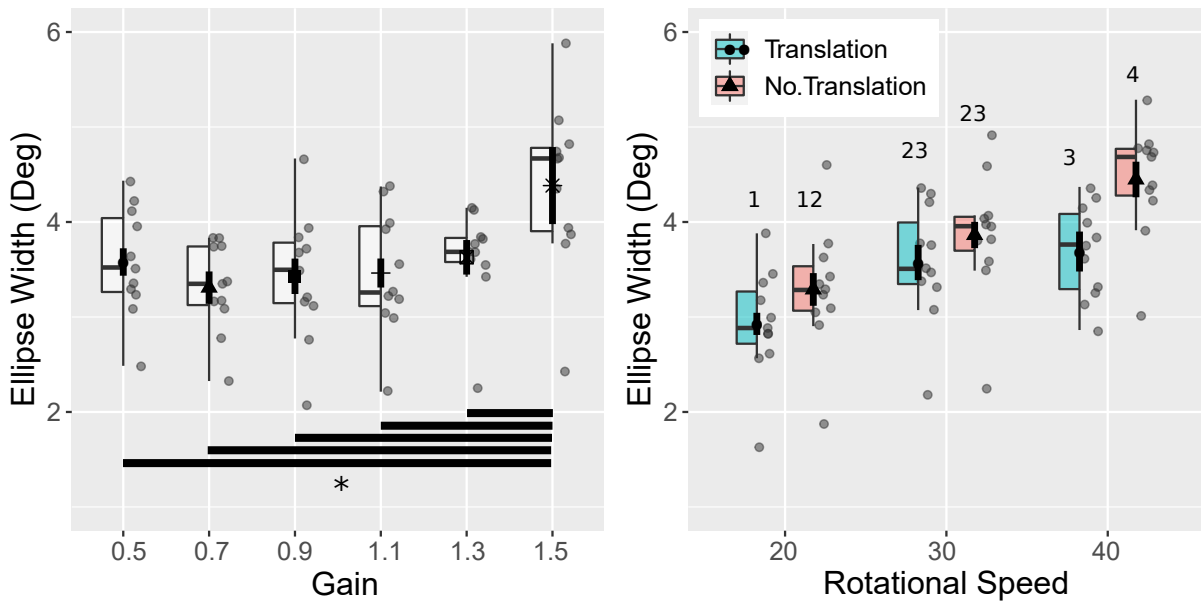 Ellipse Width (Deg)
6
4
2
*
0.5 0.7 0.9 1.1 1.3 1.5
Gain
Ellipse Width (Deg)
6
4
2
Translation
No.Translation
1
12
23
23
3
4
20 30 40
Rotational Speed